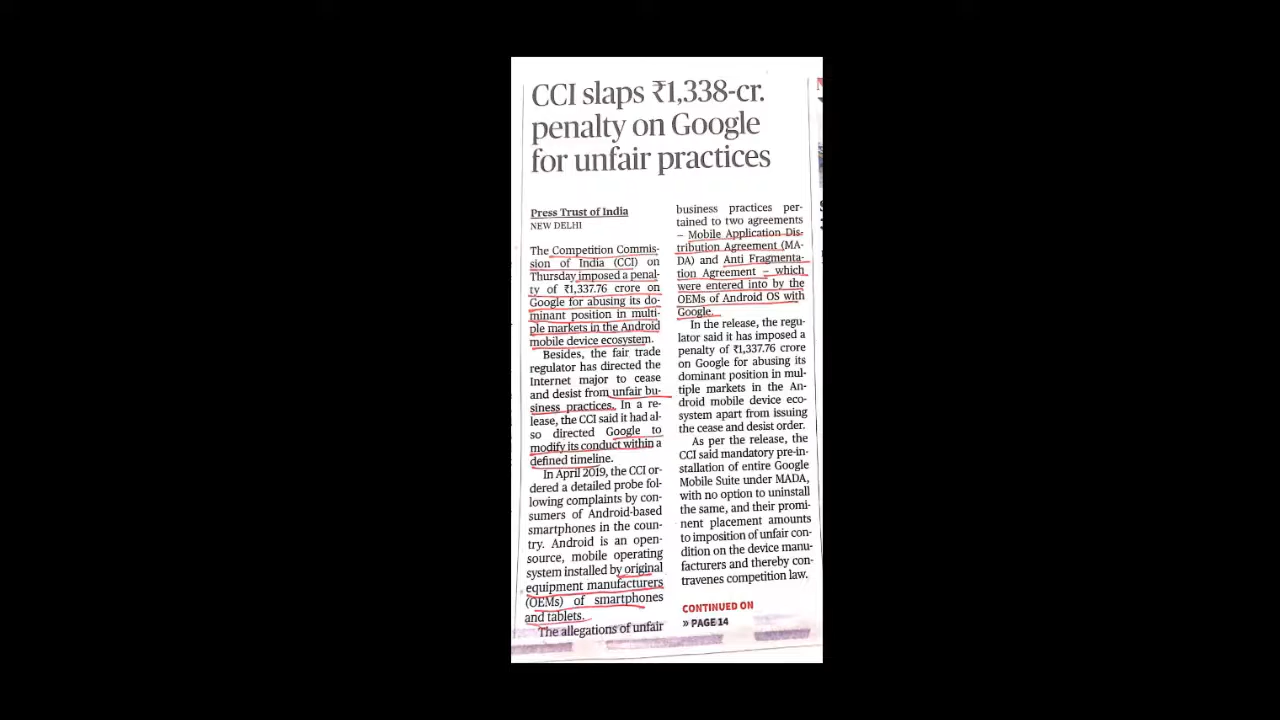 CCI slaps ₹1,338-cr.
penalty on Google
for unfair practices
Press Trust of India
NEW DELHI
The Competition Commis-
sion of India (CCI) on
Thursday imposed a penal-
ty of ₹1,337.76 crore on
Google for abusing its do-
minant position in multi-
ple markets in the Android
mobile device ecosystem.
Besides, the fair trade
regulator has directed the
Internet major to cease
and desist from unfair bu-
siness practices. In a re-
lease, the CCI said it had al-
so directed Google to
modify its conduct within a
defined timeline.
In April 2019, the CCI or-
dered a detailed probe fol-
lowing complaints by con-
sumers of Android-based
smartphones in the coun-
try. Android is an open-
source, mobile operating
system installed by original
equipment manufacturers
(OEMs) of smartphones
and tablets.
The allegations of unfair
business practices per-
tained to two agreements
– Mobile Application Dis-
tribution Agreement (MA-
DA) and Anti Fragmenta-
tion Agreement – which
were entered into by the
OEMs of Android OS with
Google.
In the release, the regu-
lator said it has imposed a
penalty of ₹1,337.76 crore
on Google for abusing its
dominant position in mul-
tiple markets in the An-
droid mobile device eco-
system apart from issuing
the cease and desist order.
As per the release, the
CCI said mandatory pre-in-
stallation of entire Google
Mobile Suite under MADA,
with no option to uninstall
the same, and their promi-
nent placement amounts
to imposition of unfair con-
dition on the device manu-
facturers and thereby con-
travenes competition law.
CONTINUED ON
» PAGE 14